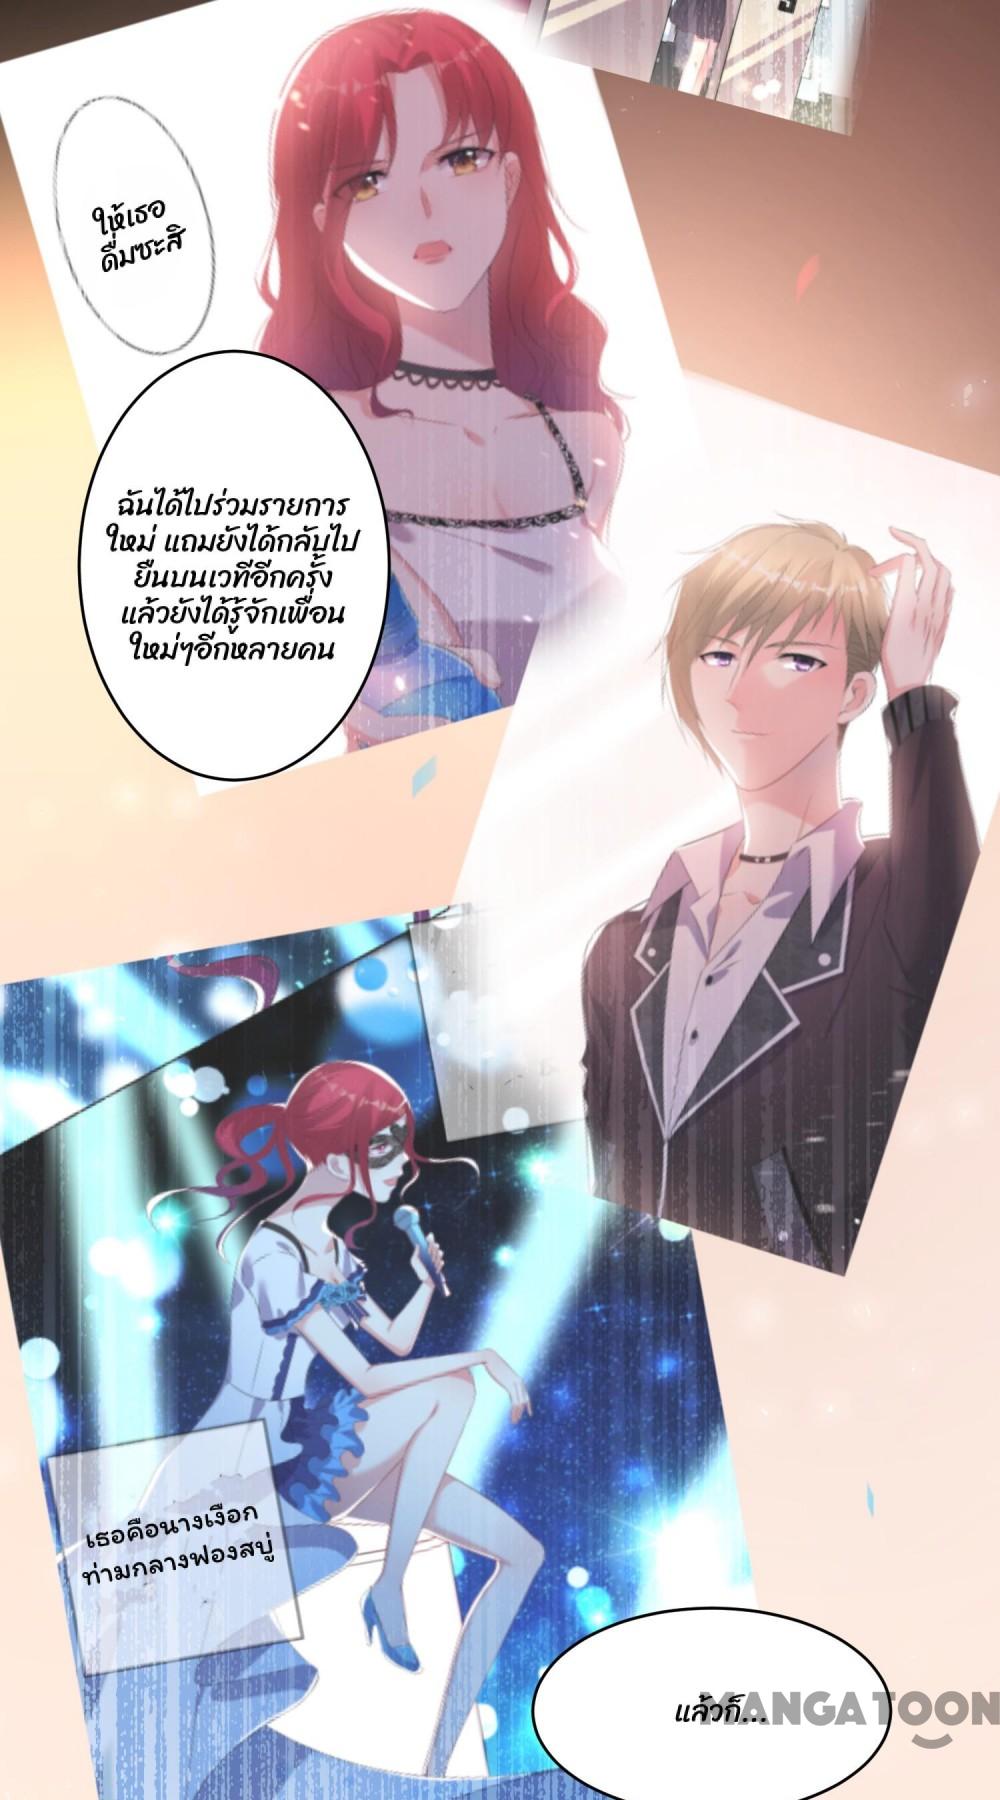 ให้เธอ
ดื่มซะสิ
ฉันได้ไปร่วมรายการ
ใหม่ แถมยังได้กลับไป
ยืนบนเวทีอีกครั้ง
แล้วยังได้รู้จักเพื่อน
ใหม่ๆอีกหลายคน
เธอคือนางเงือก
ท่ามกลางฟองสบู่
แล้วก็...
MANGATOON